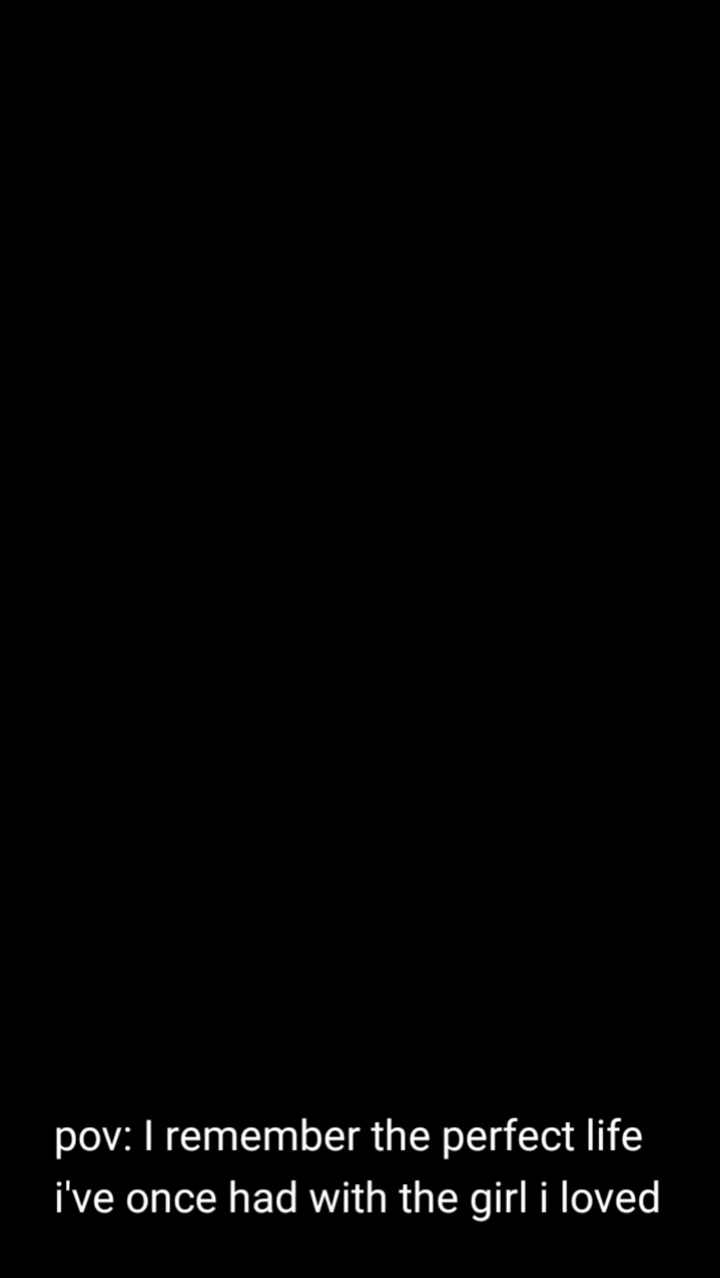 pov: I remember the perfect life
i've once had with the girl i loved